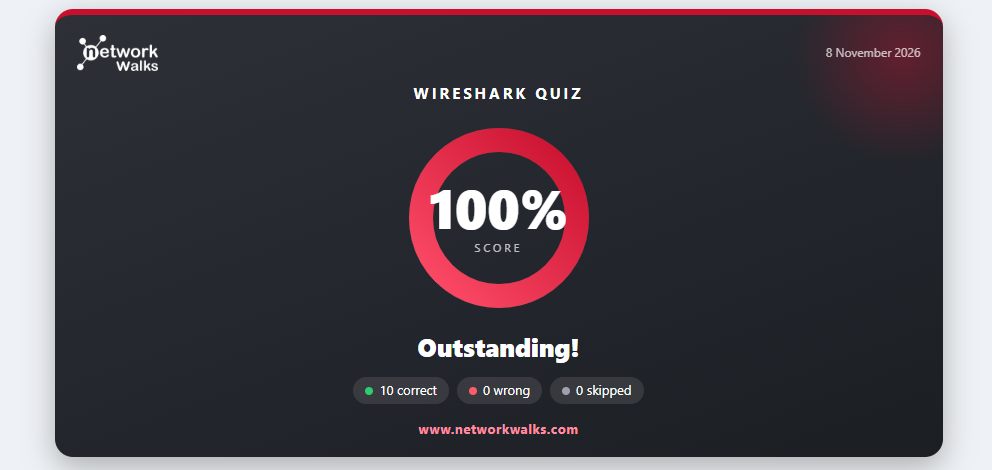 network
Walks
8 November 2026
WIRESHARK QUIZ
100%
SCORE
Outstanding!
10 correct
0 wrong
0 skipped
www.networkwalks.com